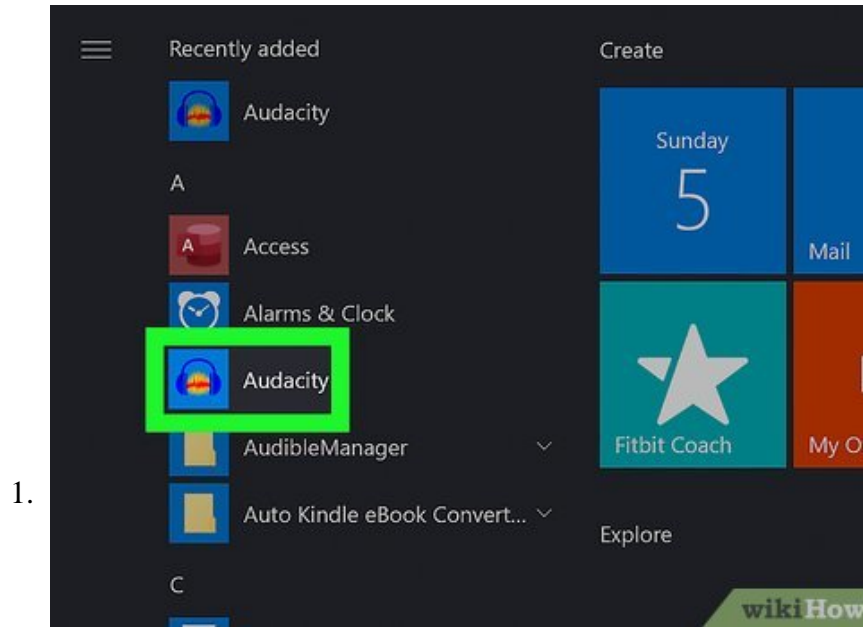 Recently added
Audacity
A
A Access
Alarms & Clock
Audacity
AudibleManager
Auto Kindle eBook Convert...
C
Create
Sunday
5
Mail
Fitbit Coach
My O
Explore
1.
wikiHow